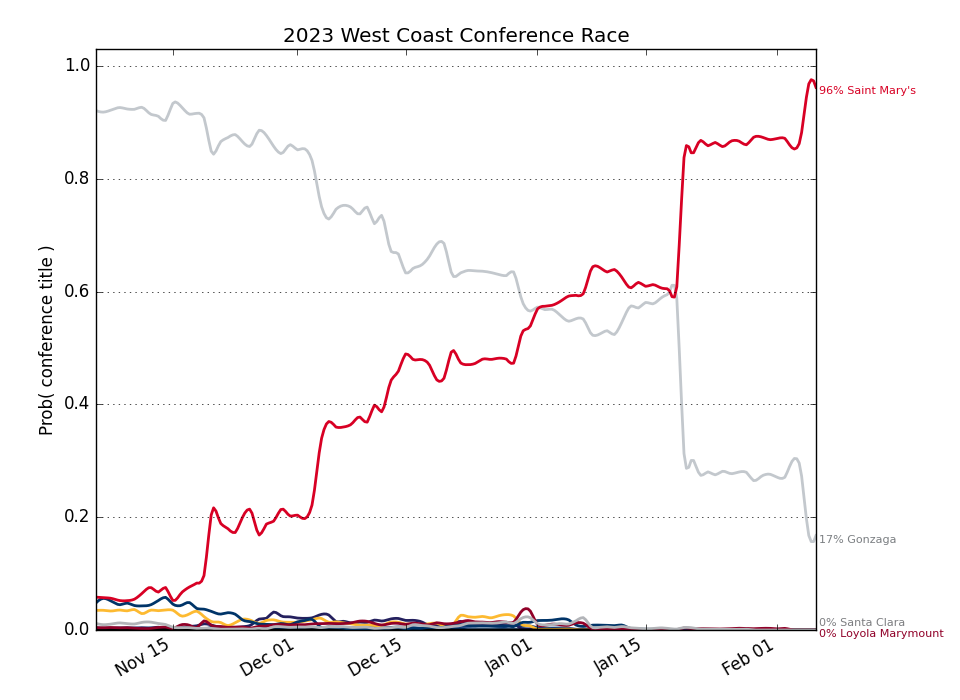 2023 West Coast Conference Race
1.0
0.8
0.6
0.4
0.2
0.0
Prob( conference title )
96% Saint Mary's
17% Gonzaga
0% Santa Clara
0% Loyola Marymount
Nov 15
Dec 01
Dec 15
Jan 01
Jan 15
Feb 01